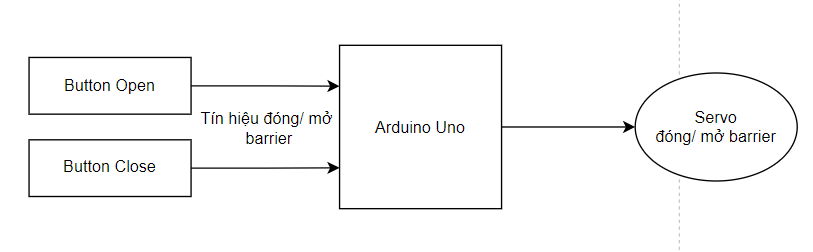 Button Open
Tín hiệu đóng/ mở
barrier
Button Close
Arduino Uno
Servo
đóng/ mở barrier